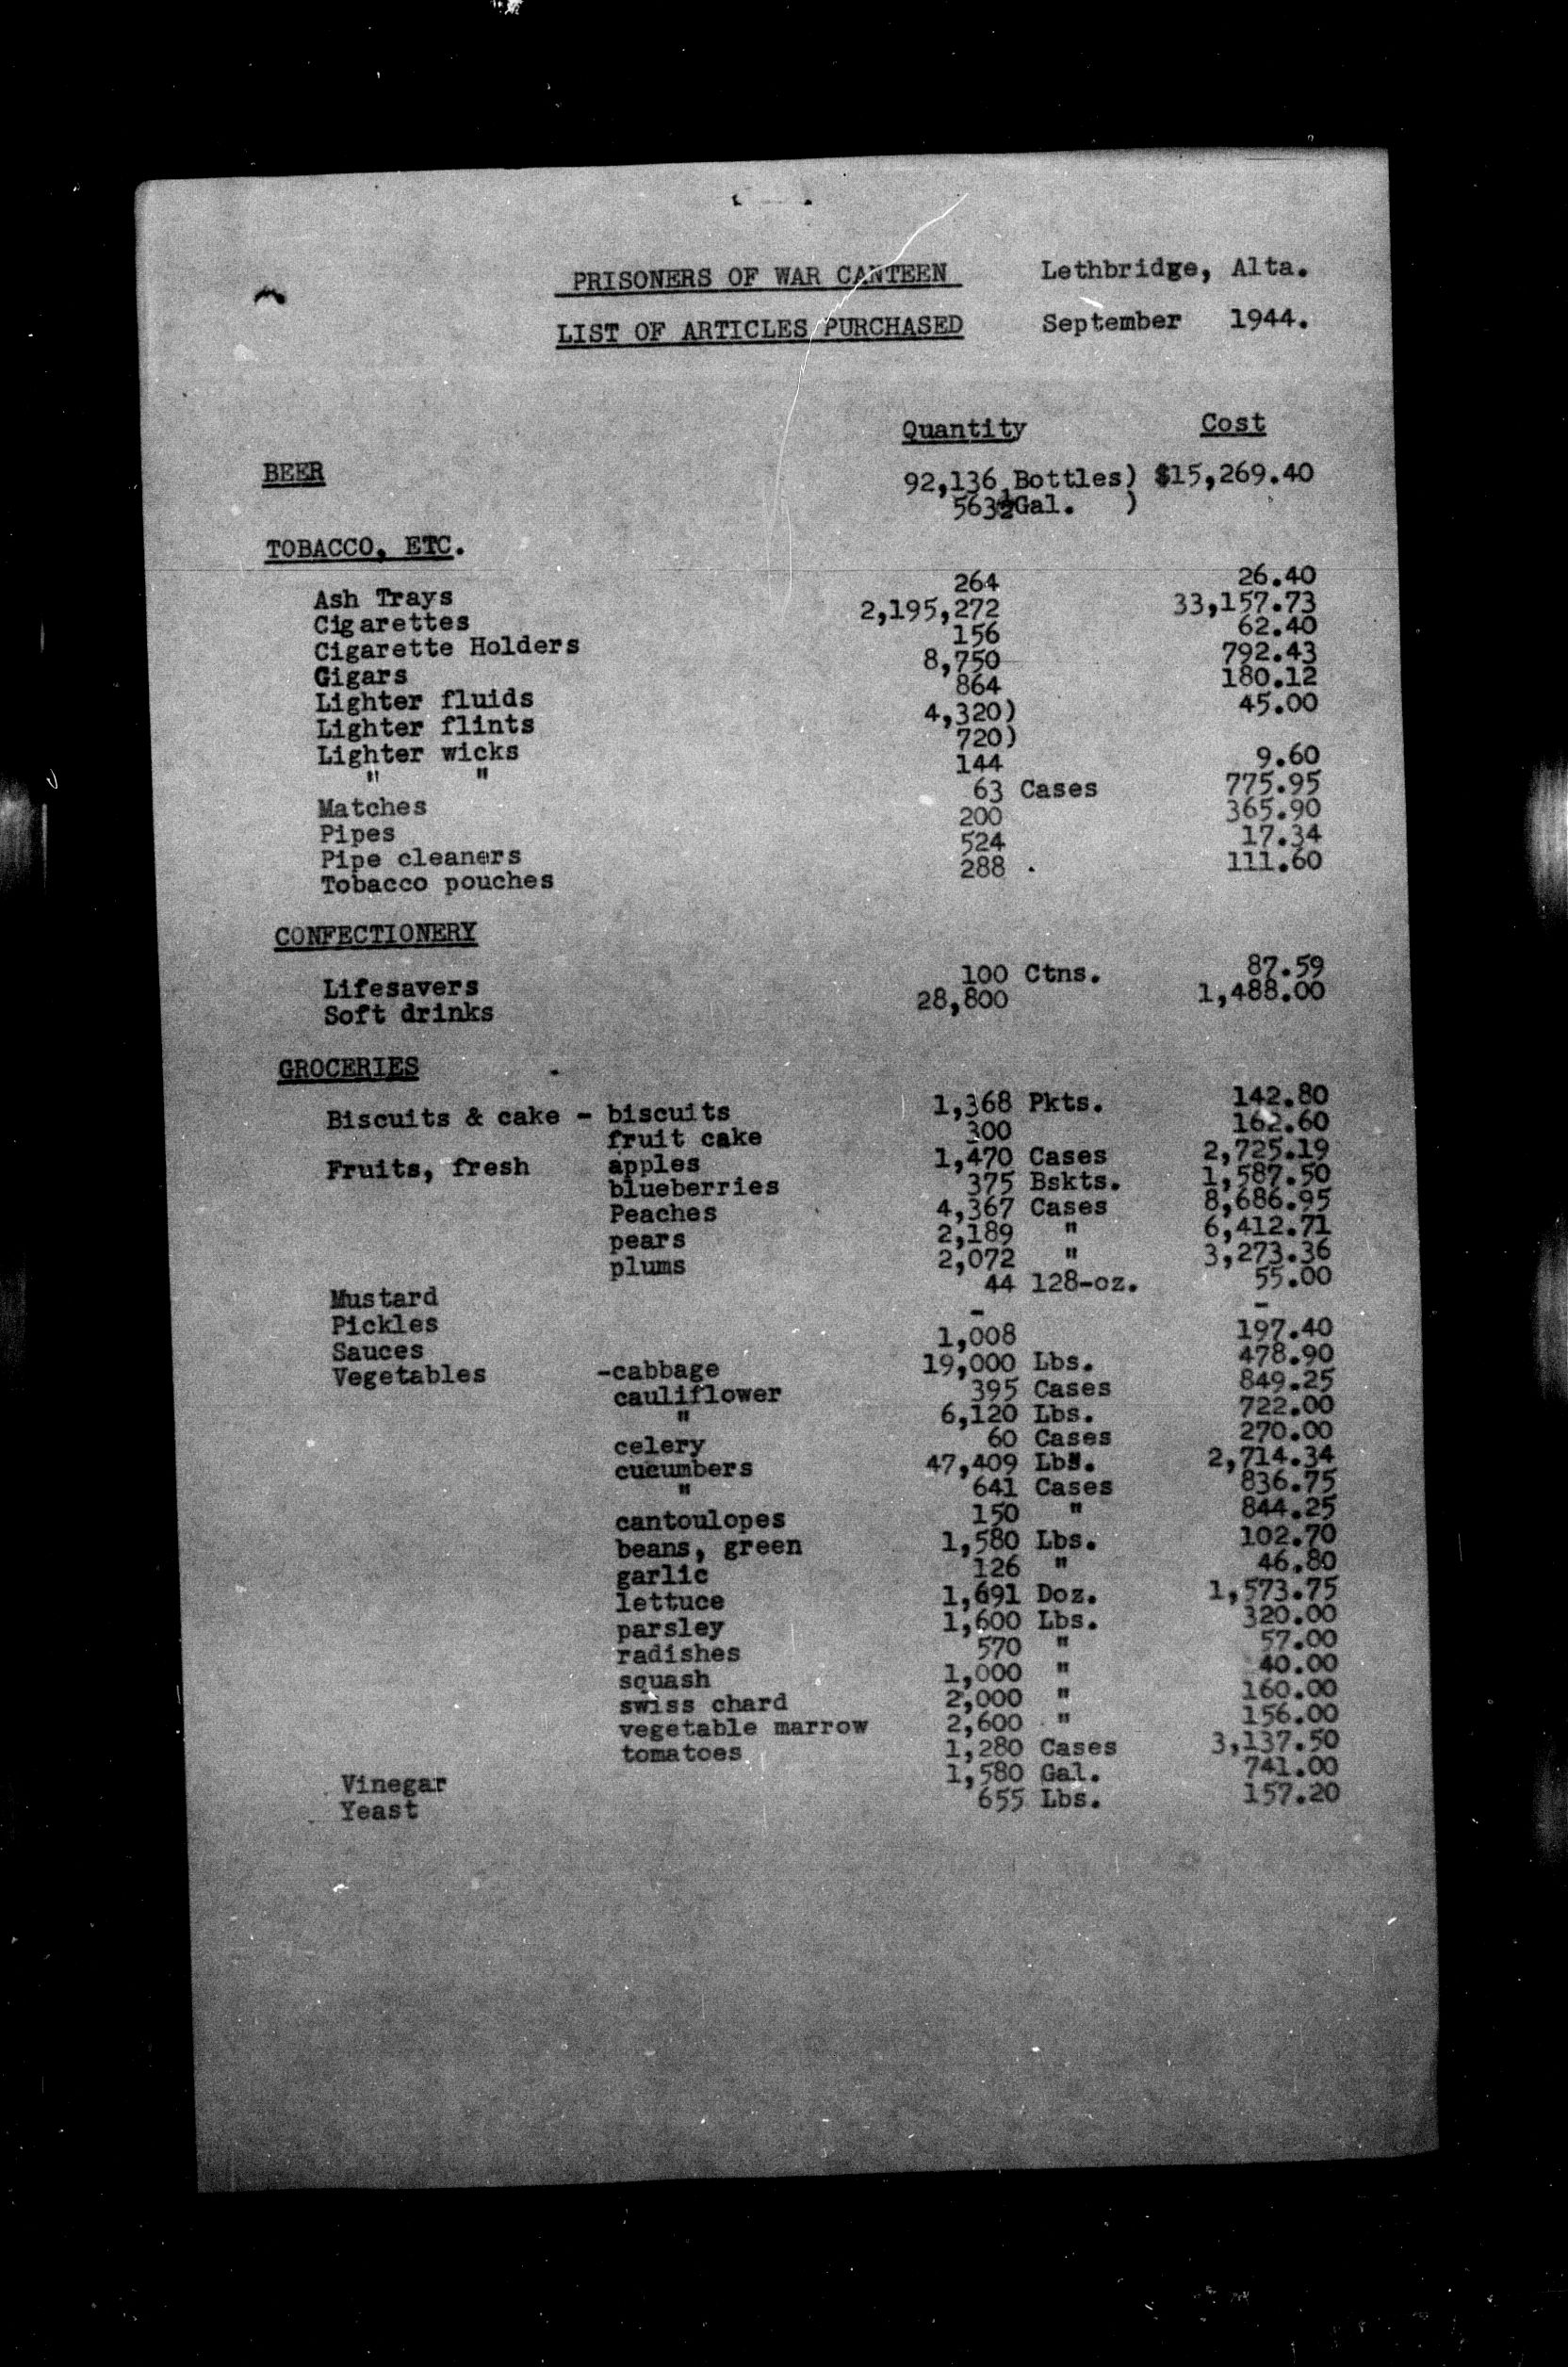 PRISONERS OF WAR CANTEEN Lethbridge, Alta.
LIST OF ARTICLES PURCHASED September 1944.
Quantity Cost
BEER 92,136 Bottles) $15,269.40
563½Gal. )
TOBACCO, ETC.
Ash Trays 264 26.40
Cigarettes 2,195,272 33,157.73
Cigarette Holders 156 62.40
Gigars 8,750 792.43
Lighter fluids 864 180.12
Lighter flints 4,320) 45.00
Lighter wicks 720)
" " 144 9.60
Matches 63 Cases 775.95
Pipes 200 365.90
Pipe cleaners 524 17.34
Tobacco pouches 288 . 111.60
CONFECTIONERY
Lifesavers 100 Ctns. 87.59
Soft drinks 28,800 1,488.00
GROCERIES
Biscuits & cake - biscuits 1,368 Pkts. 142.80
fruit cake 300 162.60
Fruits, fresh apples 1,470 Cases 2,725.19
blueberries 375 Bskts. 1,587.50
Peaches 4,367 Cases 8,686.95
pears 2,189 " 6,412.71
plums 2,072 " 3,273.36
Mustard 44 128-oz. 55.00
Pickles - -
Sauces 1,008 197.40
Vegetables -cabbage 19,000 Lbs. 478.90
cauliflower 395 Cases 849.25
" 6,120 Lbs. 722.00
celery 60 Cases 270.00
cucumbers 47,409 Lbs. 2,714.34
" 641 Cases 836.75
cantoulopes 150 " 844.25
beans, green 1,580 Lbs. 102.70
garlic 126 " 46.80
lettuce 1,691 Doz. 1,573.75
parsley 1,600 Lbs. 320.00
radishes 570 " 57.00
squash 1,000 " 40.00
swiss chard 2,000 " 160.00
vegetable marrow 2,600 " 156.00
tomatoes 1,280 Cases 3,137.50
Vinegar 1,580 Gal. 741.00
Yeast 655 Lbs. 157.20